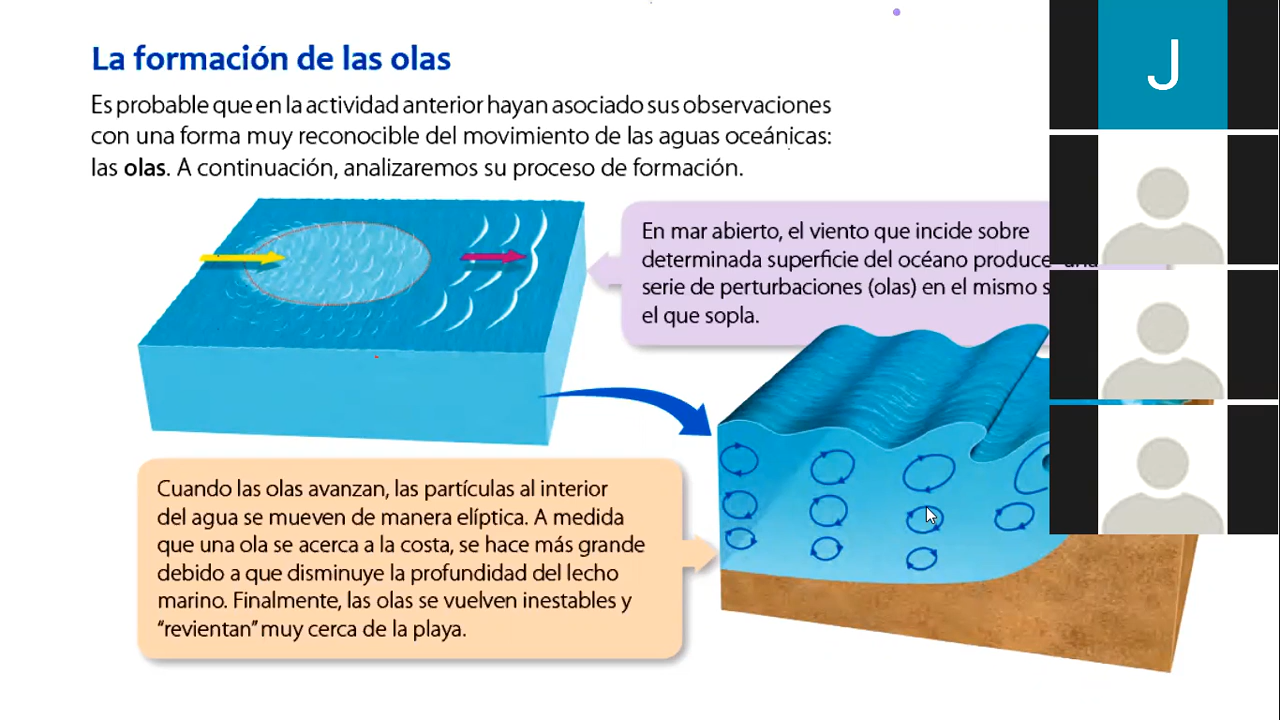 La formación de las olas
Es probable que en la actividad anterior hayan asociado sus observaciones
con una forma muy reconocible del movimiento de las aguas oceánicas:
las olas. A continuación, analizaremos su proceso de formación.
En mar abierto, el viento que incide sobre
determinada superficie del océano produce una
serie de perturbaciones (olas) en el mismo
el que sopla.
Cuando las olas avanzan, las partículas al interior
del agua se mueven de manera elíptica. A medida
que una ola se acerca a la costa, se hace más grande
debido a que disminuye la profundidad del lecho
marino. Finalmente, las olas se vuelven inestables y
“revientan” muy cerca de la playa.
J